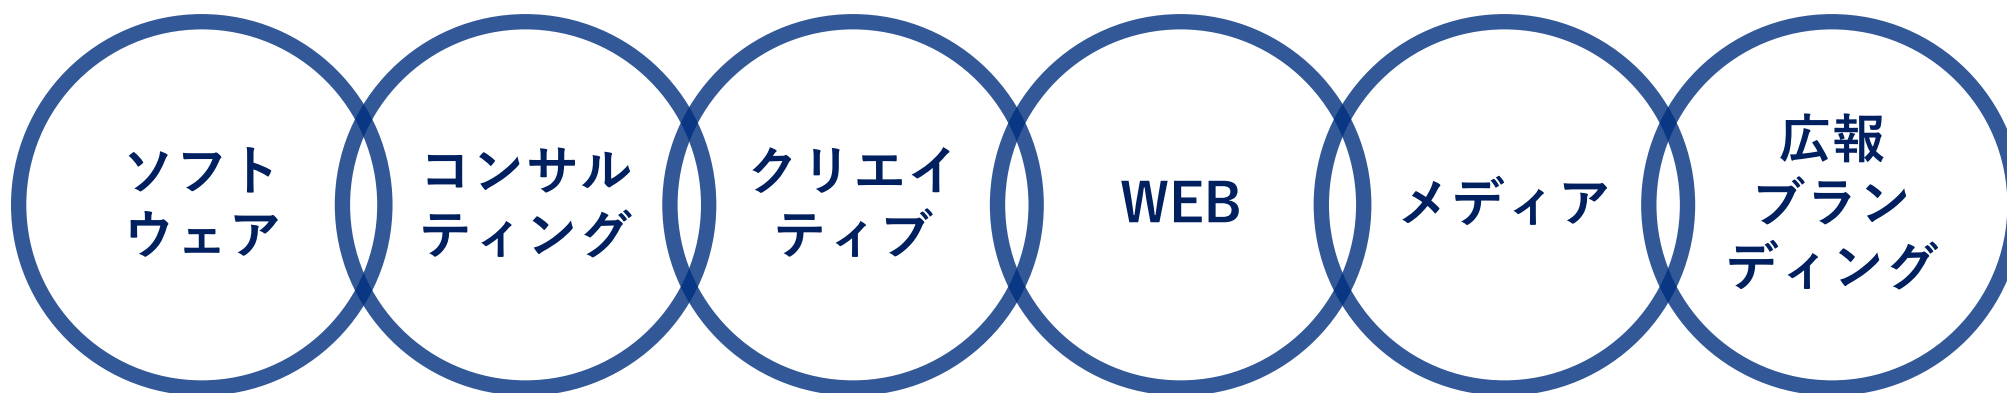 ソフト
ウェア
コンサル
ティング
クリエイ
ティブ
WEB
メディア
広報
ブラン
ディング